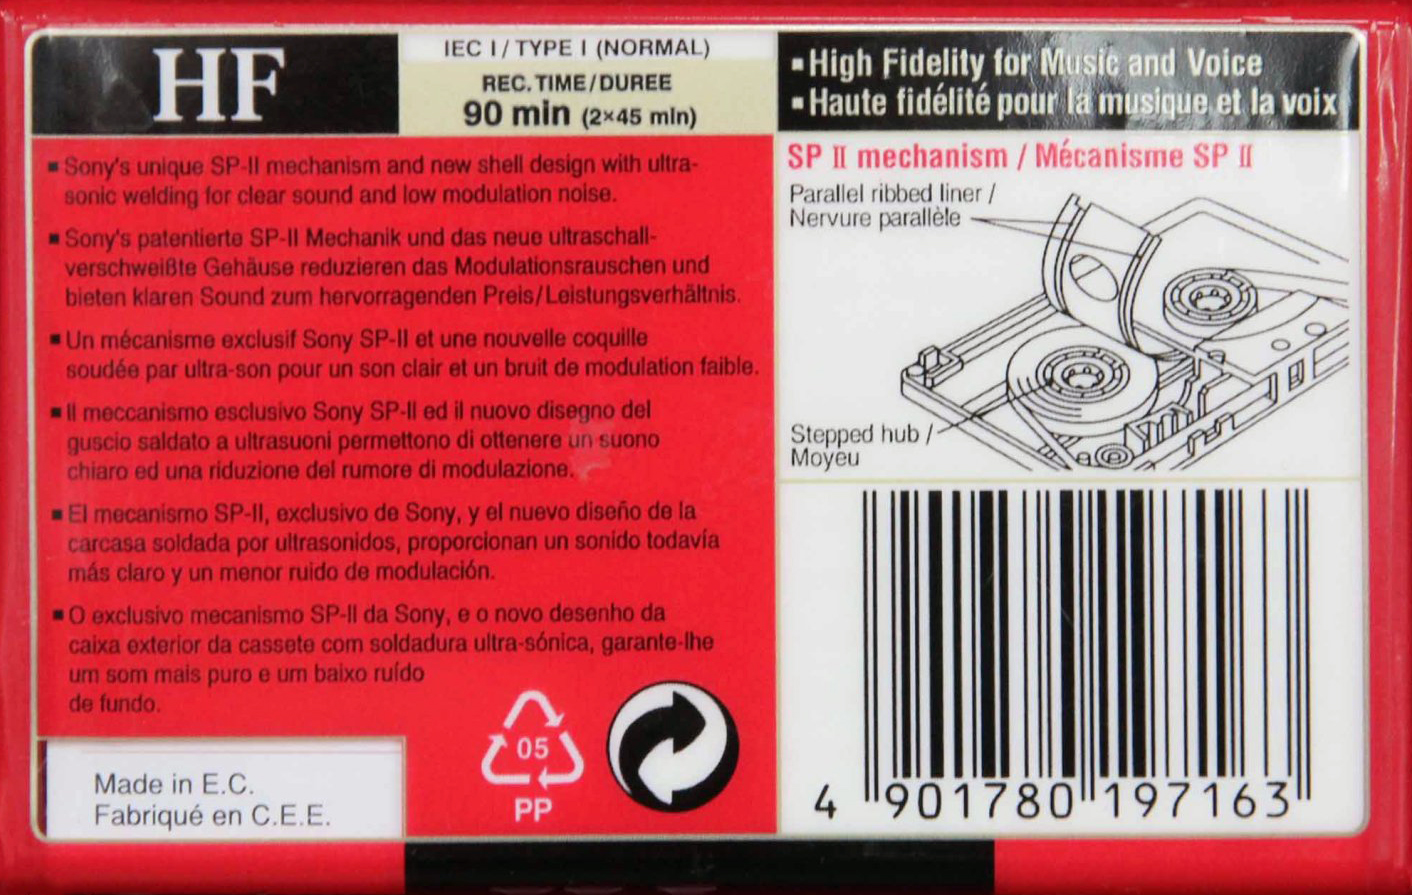 HF
IEC I / TYPE I (NORMAL)
REC. TIME/DUREE
90 min (2×45 min)
▪ High Fidelity for Music and Voice
▪ Haute fidélité pour la musique et la voix
▪ Sony's unique SP-II mechanism and new shell design with ultra-
sonic welding for clear sound and low modulation noise.
▪ Sony's patentierte SP-II Mechanik und das neue ultraschall-
verschweißte Gehäuse reduzieren das Modulationsrauschen und
bieten klaren Sound zum hervorragenden Preis/Leistungsverhältnis.
▪ Un mécanisme exclusif Sony SP-II et une nouvelle coquille
soudée par ultra-son pour un son clair et un bruit de modulation faible.
▪ Il meccanismo esclusivo Sony SP-II ed il nuovo disegno del
guscio saldato a ultrasuoni permettono di ottenere un suono
chiaro ed una riduzione del rumore di modulazione.
▪ El mecanismo SP-II, exclusivo de Sony, y el nuevo diseño de la
carcasa soldada por ultrasonidos, proporcionan un sonido todavía
más claro y un menor ruido de modulación.
▪ O exclusivo mecanismo SP-II da Sony, e o novo desenho da
caixa exterior da cassete com soldadura ultra-sónica, garante-lhe
um som mais puro e um baixo ruído
de fundo.
05
PP
Made in E.C.
Fabriqué en C.E.E.
SP II mechanism / Mécanisme SP II
Parallel ribbed liner /
Nervure parallèle
Stepped hub /
Moyeu
4 901780 197163